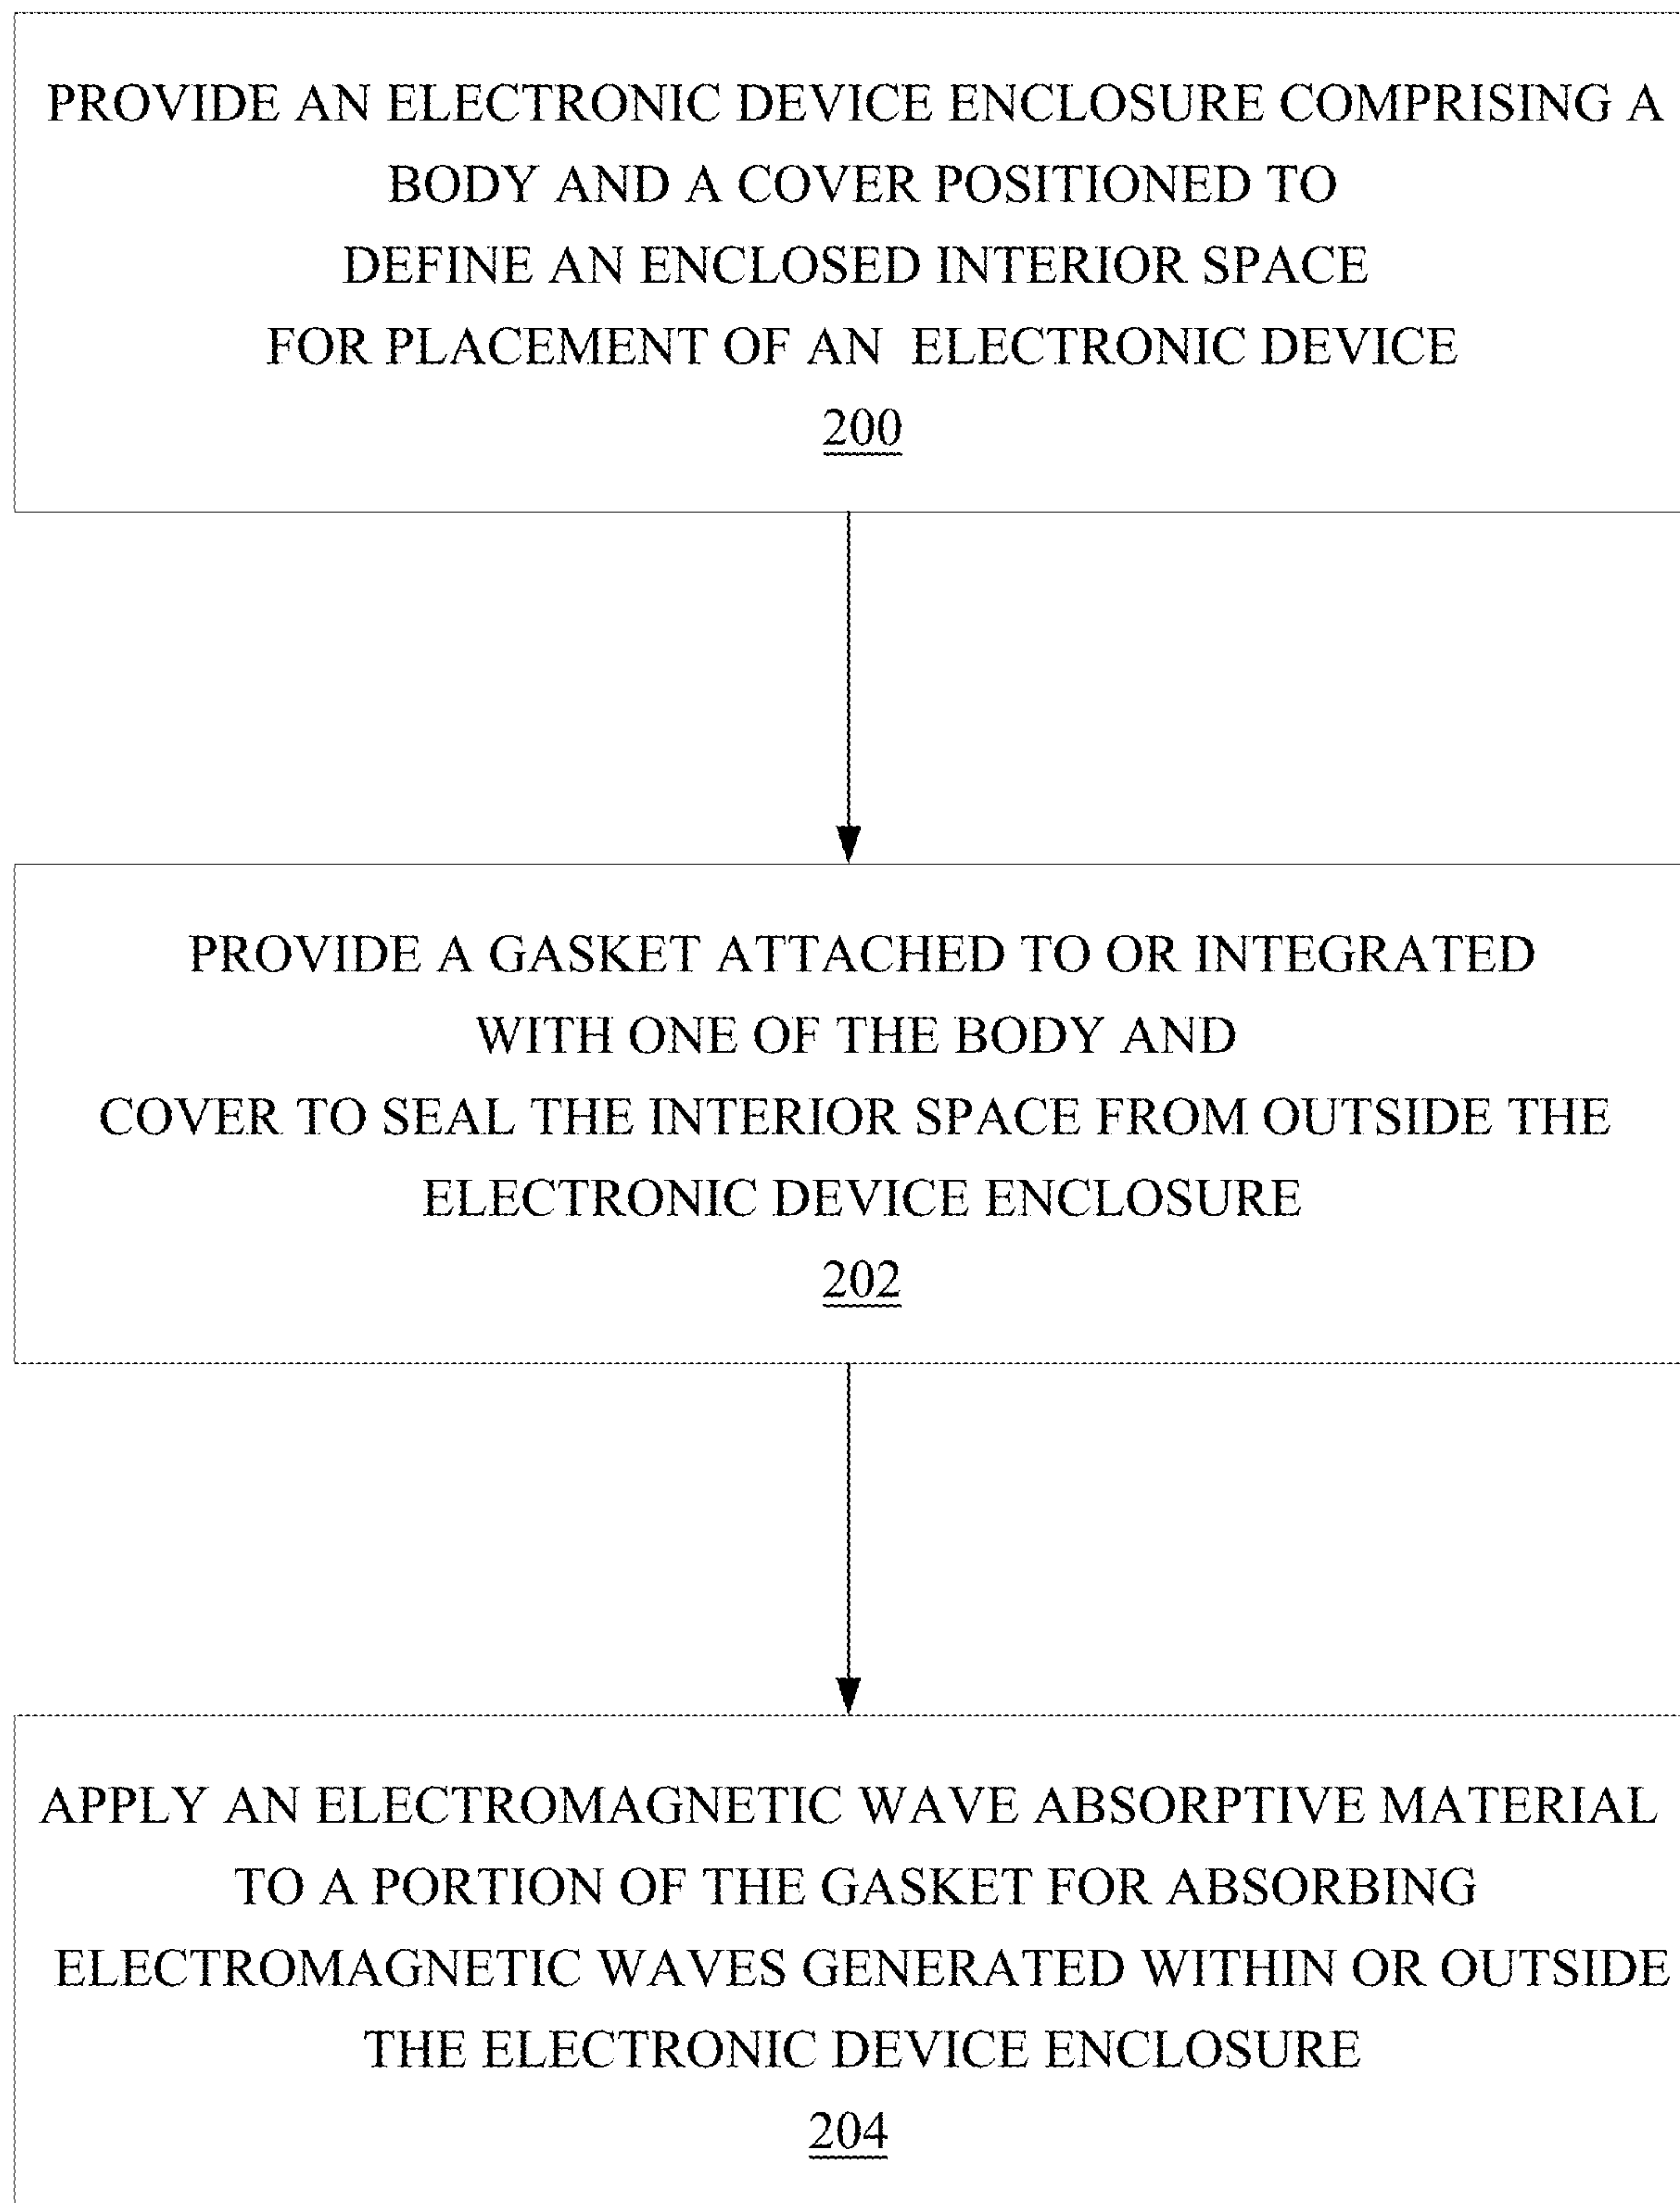 PROVIDE AN ELECTRONIC DEVICE ENCLOSURE COMPRISING A
BODY AND A COVER POSITIONED TO
DEFINE AN ENCLOSED INTERIOR SPACE
FOR PLACEMENT OF AN ELECTRONIC DEVICE
200
PROVIDE A GASKET ATTACHED TO OR INTEGRATED
WITH ONE OF THE BODY AND
COVER TO SEAL THE INTERIOR SPACE FROM OUTSIDE THE
ELECTRONIC DEVICE ENCLOSURE
202
APPLY AN ELECTROMAGNETIC WAVE ABSORPTIVE MATERIAL
TO A PORTION OF THE GASKET FOR ABSORBING
ELECTROMAGNETIC WAVES GENERATED WITHIN OR OUTSIDE
THE ELECTRONIC DEVICE ENCLOSURE
204